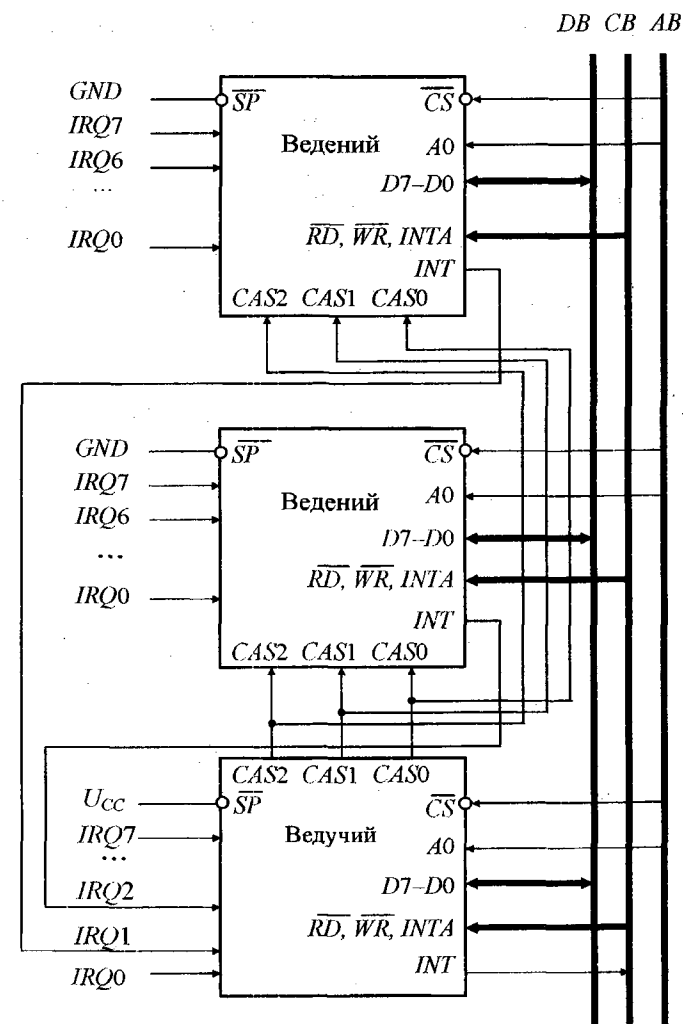 DB CB AB
GND SP CS
IRQ7
Ведений A0
IRQ6
D7–D0
...
IRQ0 RD, WR, INTA
INT
CAS2 CAS1 CAS0
GND SP CS
IRQ7
Ведений A0
IRQ6
D7–D0
...
RD, WR, INTA
IRQ0
INT
CAS2 CAS1 CAS0
CAS2 CAS1 CAS0
UCC SP CS
IRQ7 Ведучий A0
...
IRQ2 D7–D0
IRQ1 RD, WR, INTA
IRQ0 INT